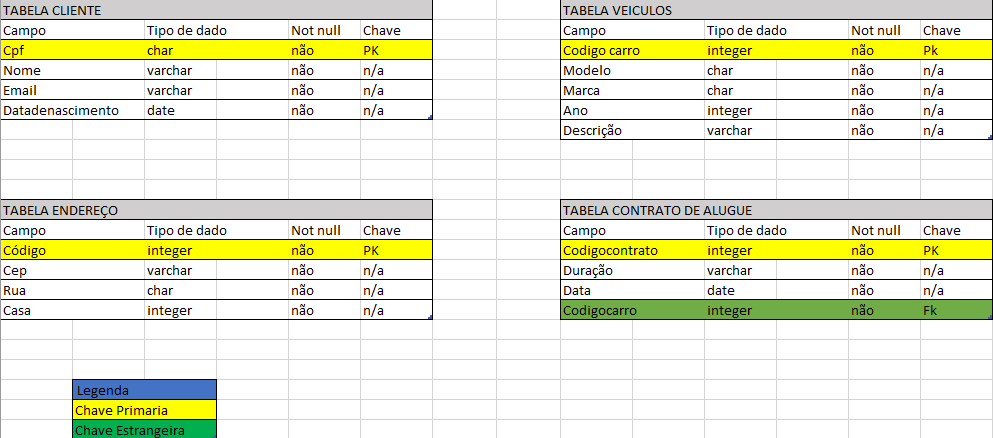 TABELA CLIENTE
Campo Tipo de dado Not null Chave
Cpf char não PK
Nome varchar não n/a
Email varchar não n/a
Datadenascimento date não n/a
TABELA VEICULOS
Campo Tipo de dado Not null Chave
Codigo carro integer não Pk
Modelo char não n/a
Marca char não n/a
Ano integer não n/a
Descrição varchar não n/a
TABELA ENDEREÇO
Campo Tipo de dado Not null Chave
Código integer não PK
Cep varchar não n/a
Rua char não n/a
Casa integer não n/a
TABELA CONTRATO DE ALUGUE
Campo Tipo de dado Not null Chave
Codigocontrato integer não PK
Duração varchar não n/a
Data date não n/a
Codigocarro integer não Fk
Legenda
Chave Primaria
Chave Estrangeira